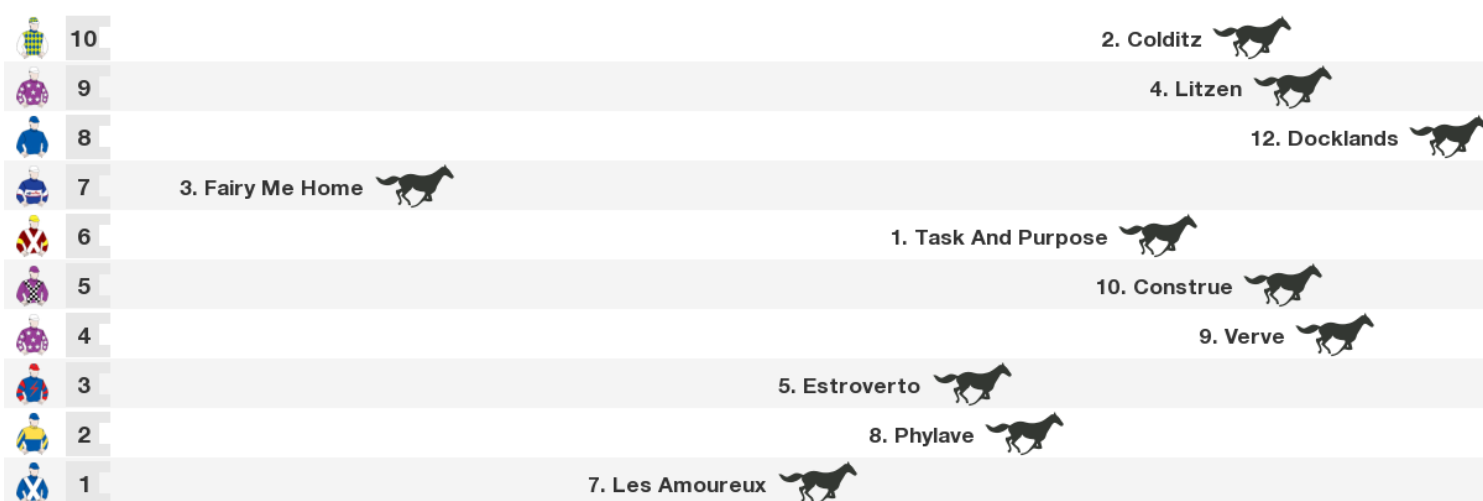 10 2. Colditz
9 4. Litzen
8 12. Docklands
7 3. Fairy Me Home
6 1. Task And Purpose
5 10. Construe
4 9. Verve
3 5. Estroverto
2 8. Phylave
1 7. Les Amoureux